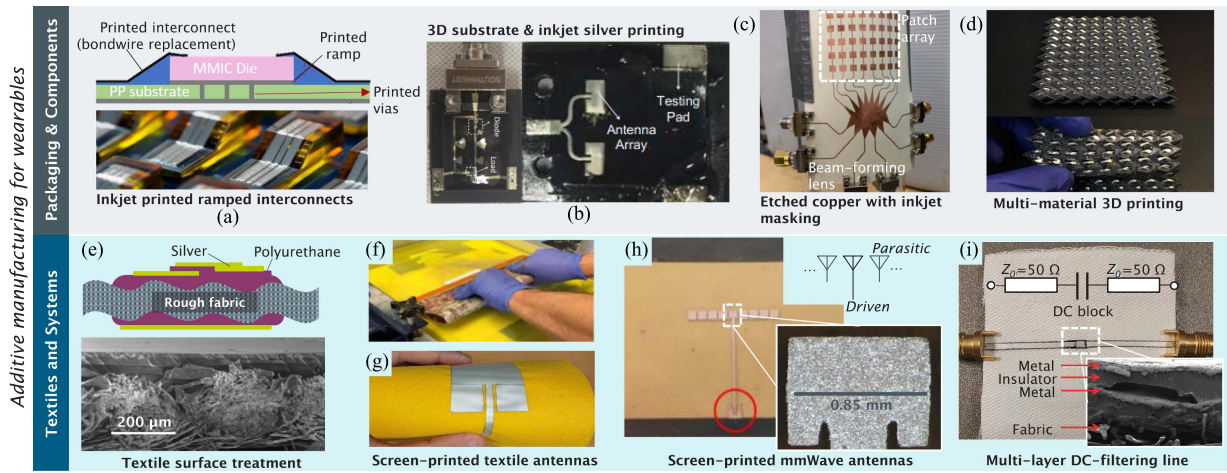 Additive manufacturing for wearables
Packaging & Components
Textiles and Systems
Printed interconnect
(bondwire replacement)
Printed
ramp
MMIC Die
PP substrate
Printed
vias
Inkjet printed ramped interconnects
(a)
3D substrate & inkjet silver printing
SOUTHWEST
Diode
Load
Antenna
Array
Testing
Pad
(b)
(c)
Patch
array
Beam-forming
lens
Etched copper with inkjet
masking
(d)
Multi-material 3D printing
(e)
Silver
Polyurethane
Rough fabric
200 µm
Textile surface treatment
(f)
(g)
Screen-printed textile antennas
(h)
Parasitic
... ...
Driven
0.85 mm
Screen-printed mmWave antennas
(i)
Z0=50 Ω
Z0=50 Ω
DC block
Metal
Insulator
Metal
Fabric
Multi-layer DC-filtering line